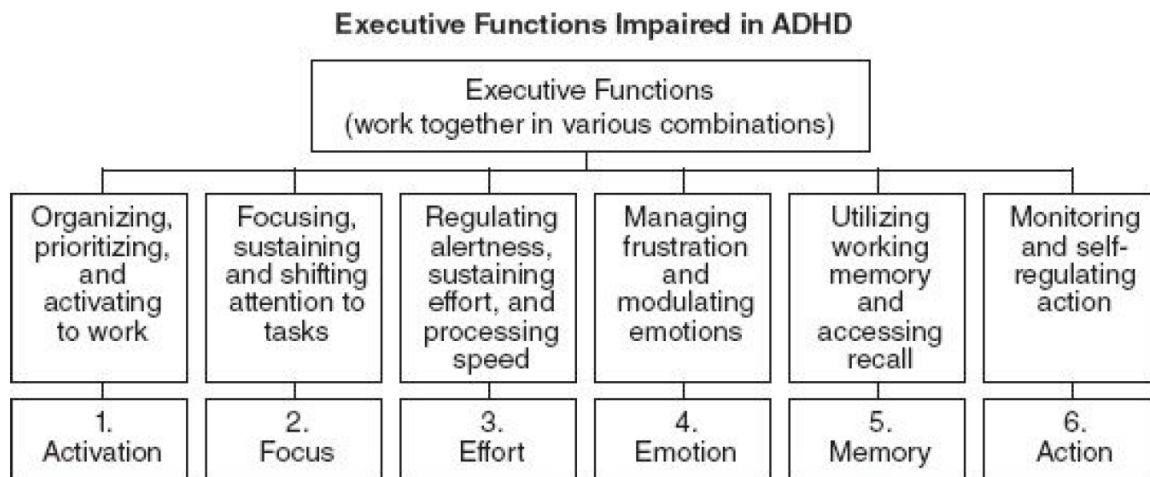 Executive Functions Impaired in ADHD
Executive Functions
(work together in various combinations)
Organizing,
prioritizing,
and
activating
to work
Focusing,
sustaining
and shifting
attention to
tasks
Regulating
alertness,
sustaining
effort, and
processing
speed
Managing
frustration
and
modulating
emotions
Utilizing
working
memory
and
accessing
recall
Monitoring
and self-
regulating
action
1.
Activation
2.
Focus
3.
Effort
4.
Emotion
5.
Memory
6.
Action